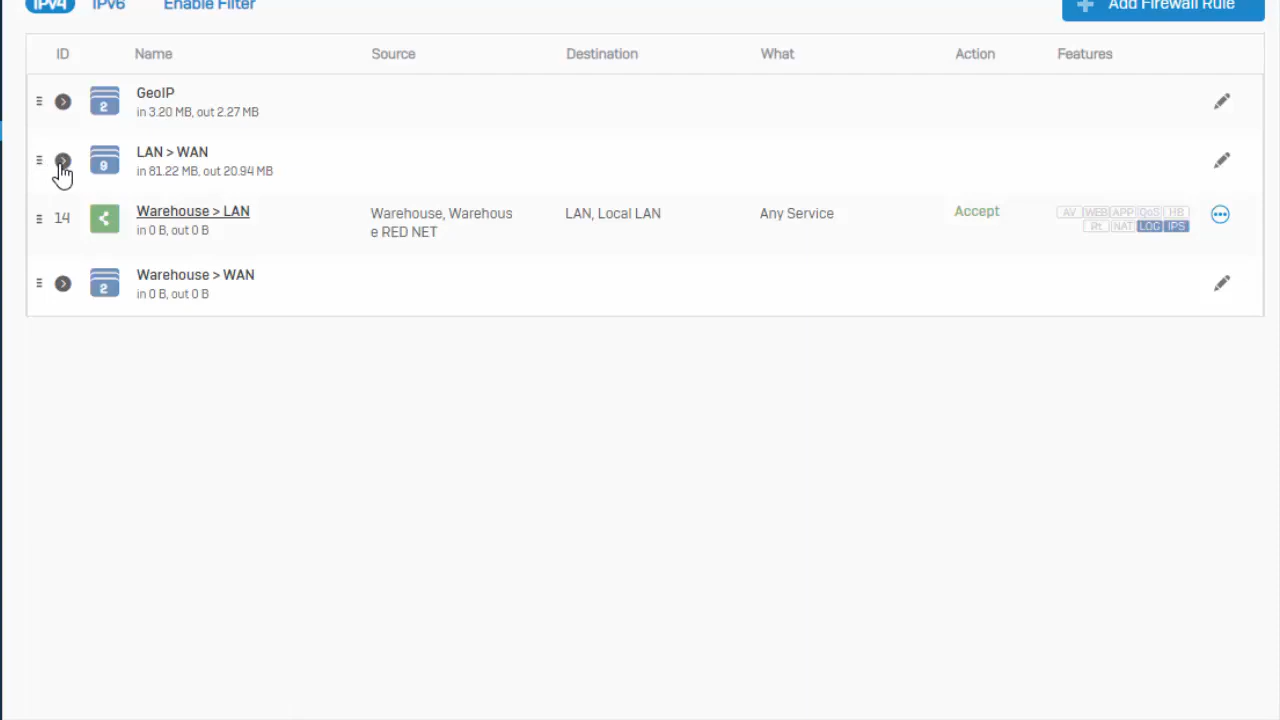 IPv4 IPv6 Enable Filter + Add Firewall Rule
ID Name Source Destination What Action Features
2 GeoIP
in 3.20 MB, out 2.27 MB
9 LAN > WAN
in 81.22 MB, out 20.94 MB
14 Warehouse > LAN Warehouse, Warehous LAN, Local LAN Any Service Accept AV WEB APP QoS HB
in 0 B, out 0 B e RED NET Rt. NAT LOG IPS
2 Warehouse > WAN
in 0 B, out 0 B